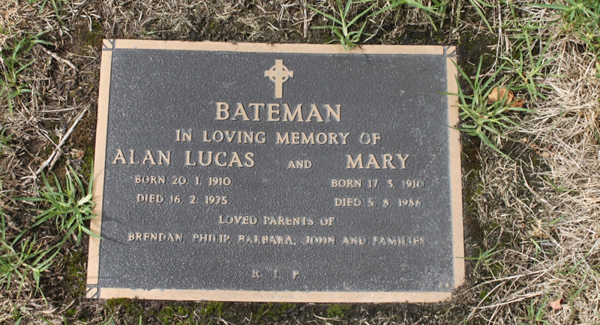 BATEMAN
IN LOVING MEMORY OF
ALAN LUCAS AND MARY
BORN 20. 1. 1910 BORN 17. 5. 1910
DIED 16. 2. 1975 DIED 5. 8. 1986
LOVED PARENTS OF
BRENDAN, PHILIP, BARBARA, JOHN AND FAMILIES
R. I. P.